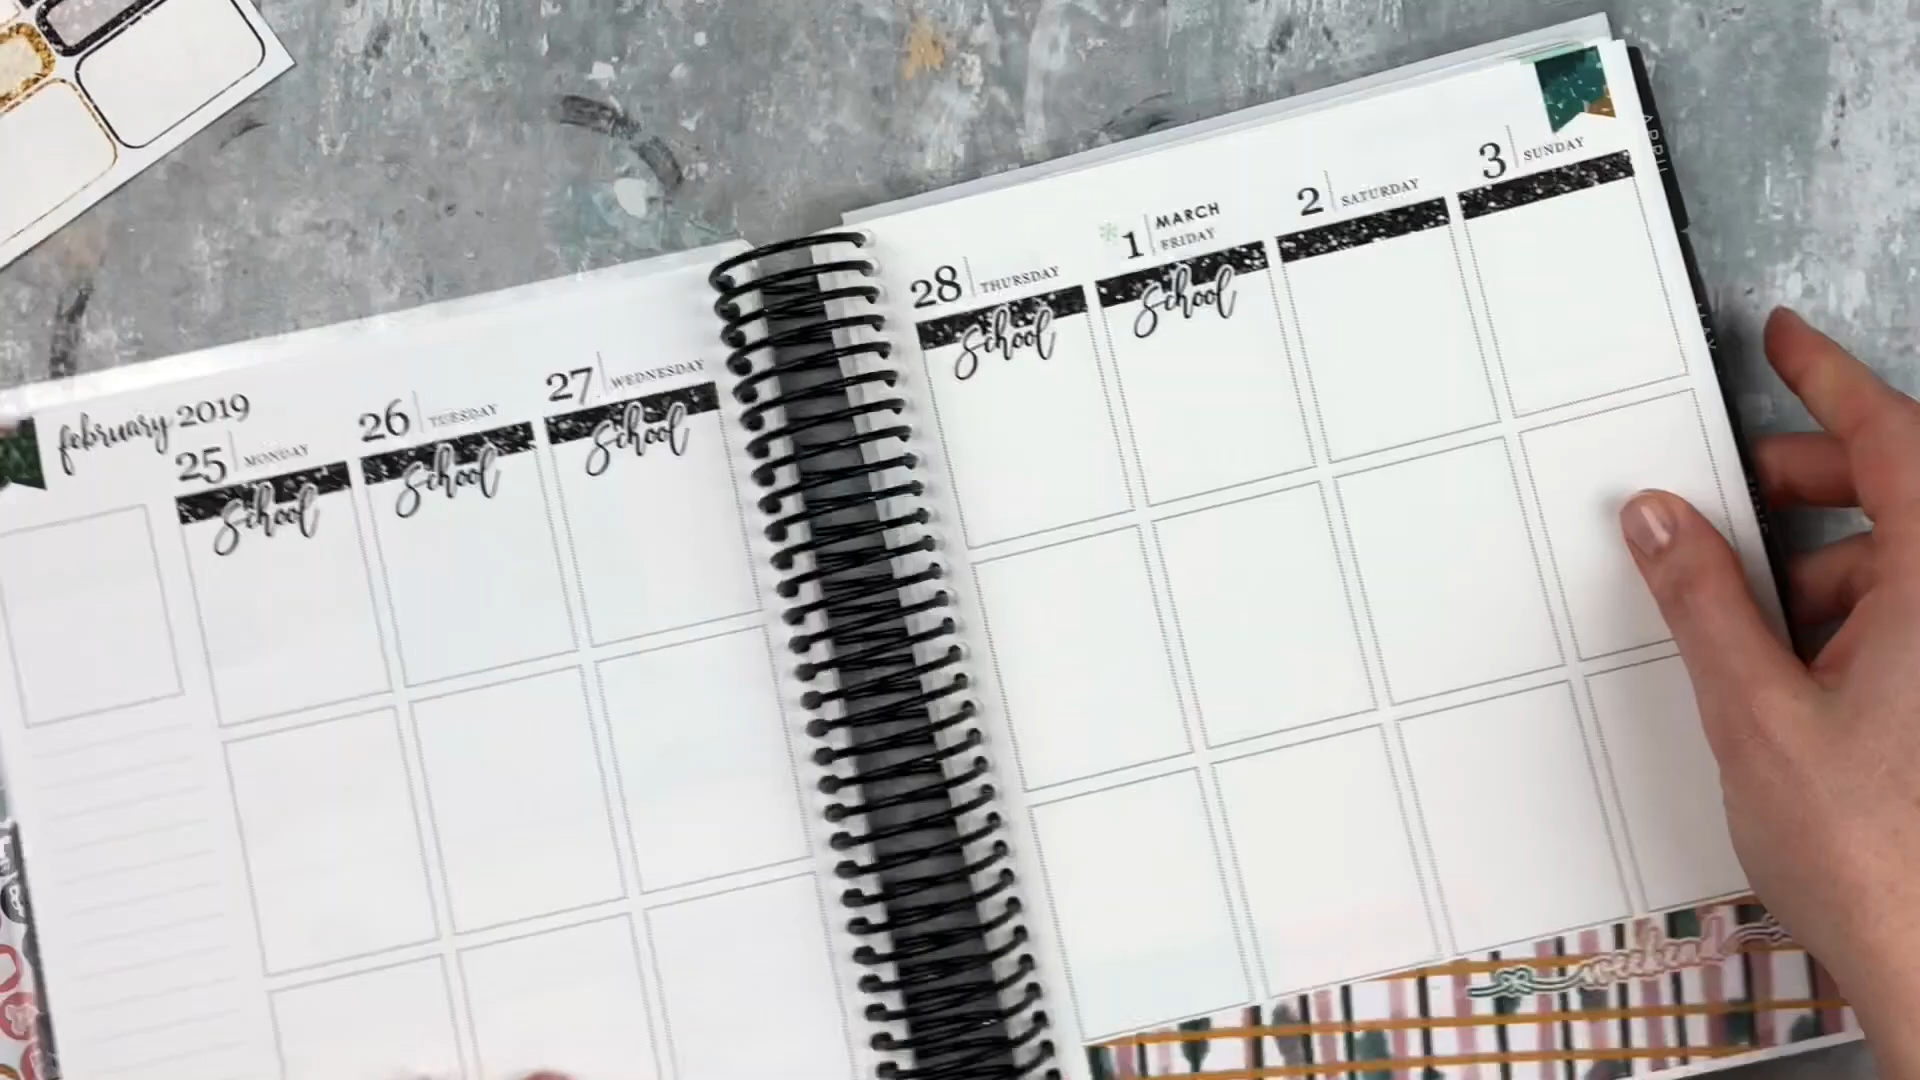 february 2019
25 MONDAY
26 TUESDAY
27 WEDNESDAY
School
School
School
28 THURSDAY
1 MARCH
FRIDAY
2 SATURDAY
3 SUNDAY
School
School
weekend
APRIL
MAY